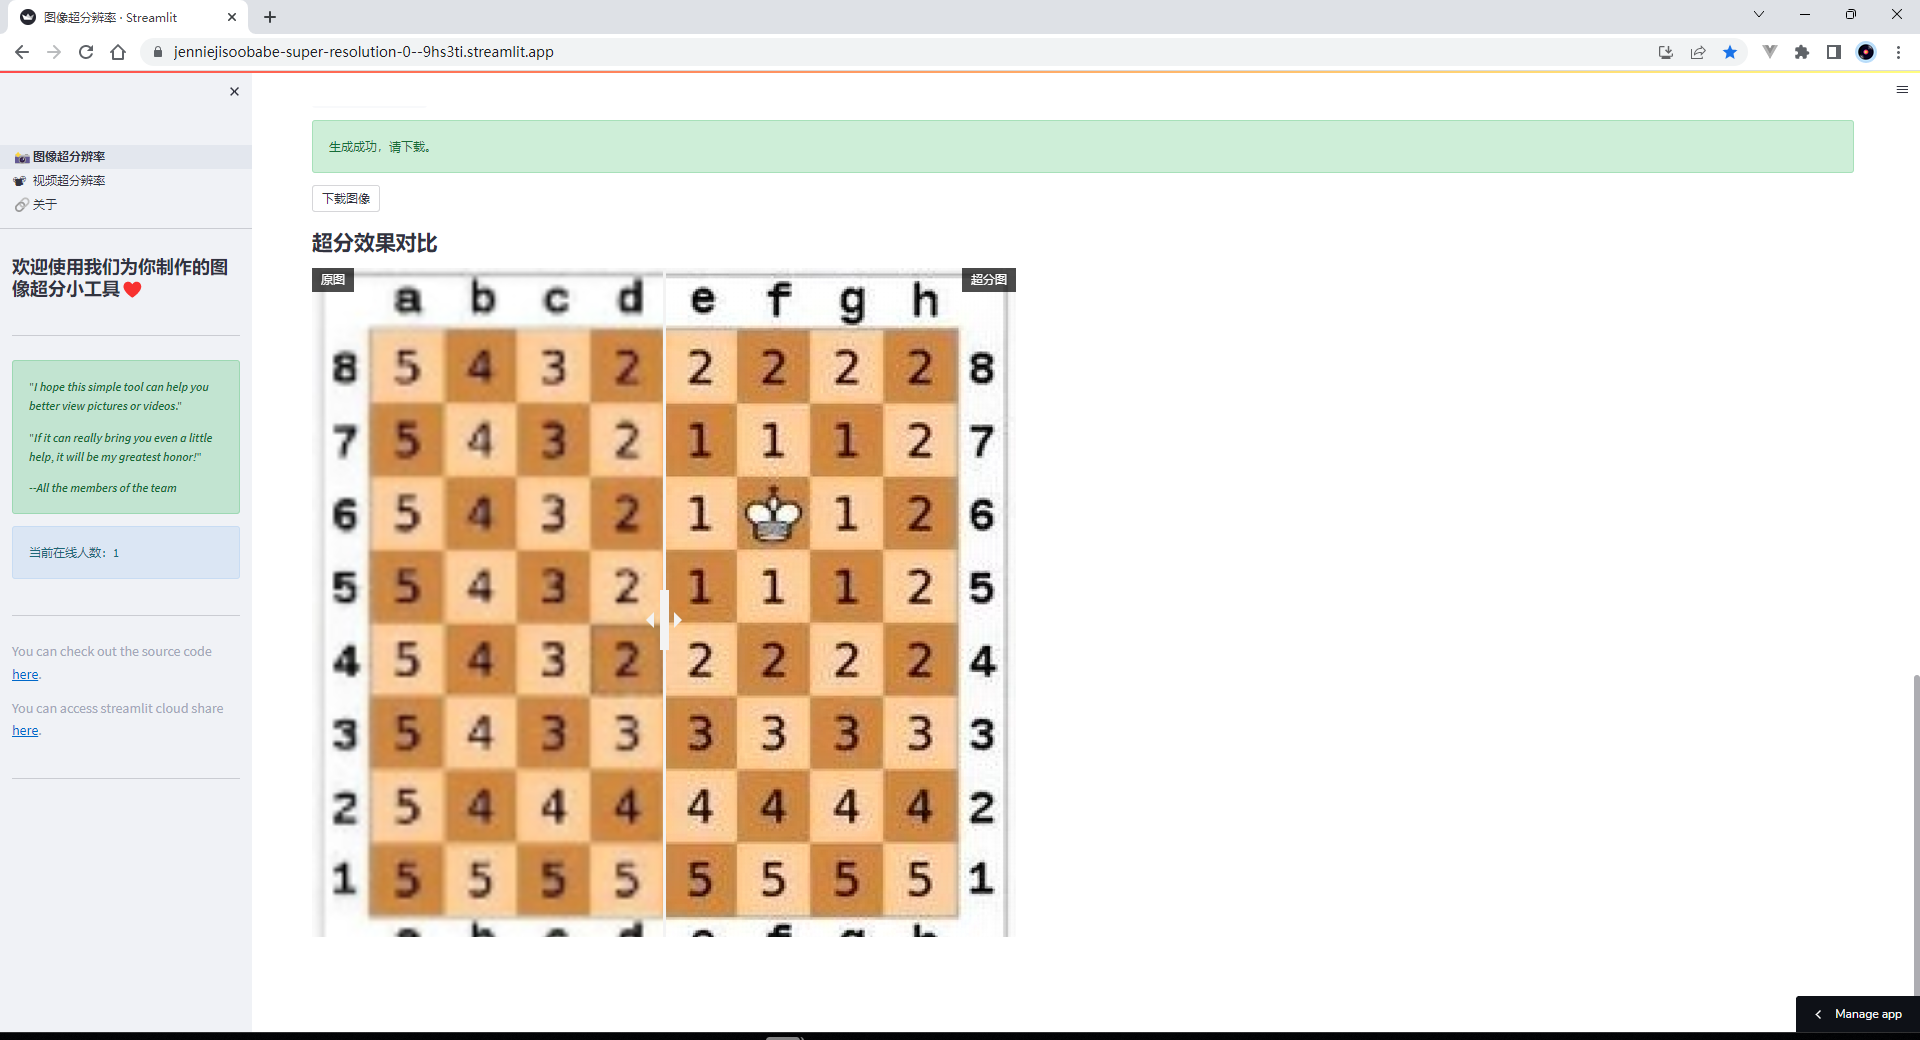 图像超分辨率 · Streamlit
jenniejisoobabe-super-resolution-0--9hs3ti.streamlit.app
图像超分辨率
视频超分辨率
关于
欢迎使用我们为你制作的图
像超分小工具
"I hope this simple tool can help you
better view pictures or videos."
"If it can really bring you even a little
help, it will be my greatest honor!"
--All the members of the team
当前在线人数：1
You can check out the source code
here.
You can access streamlit cloud share
here.
生成成功，请下载。
下载图像
超分效果对比
原图
超分图
a b c d e f g h
8 5 4 3 2 2 2 2 2 8
7 5 4 3 2 1 1 1 2 7
6 5 4 3 2 1 1 2 6
5 5 4 3 2 1 1 1 2 5
4 5 4 3 2 2 2 2 2 4
3 5 4 3 3 3 3 3 3 3
2 5 4 4 4 4 4 4 4 2
1 5 5 5 5 5 5 5 5 1
a b c d e f g h
Manage app